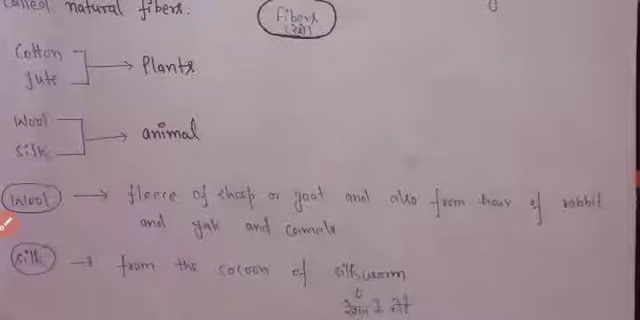 called natural fibers.
Fibers
(रेशे)
Cotton
Jute
Plants
Wool
silk
animal
Wool → fleece of sheep or goat and also from hair of rabbit
and yak and camels
silk → from the cocoon of silkworm
↓
रेशम के कीड़े